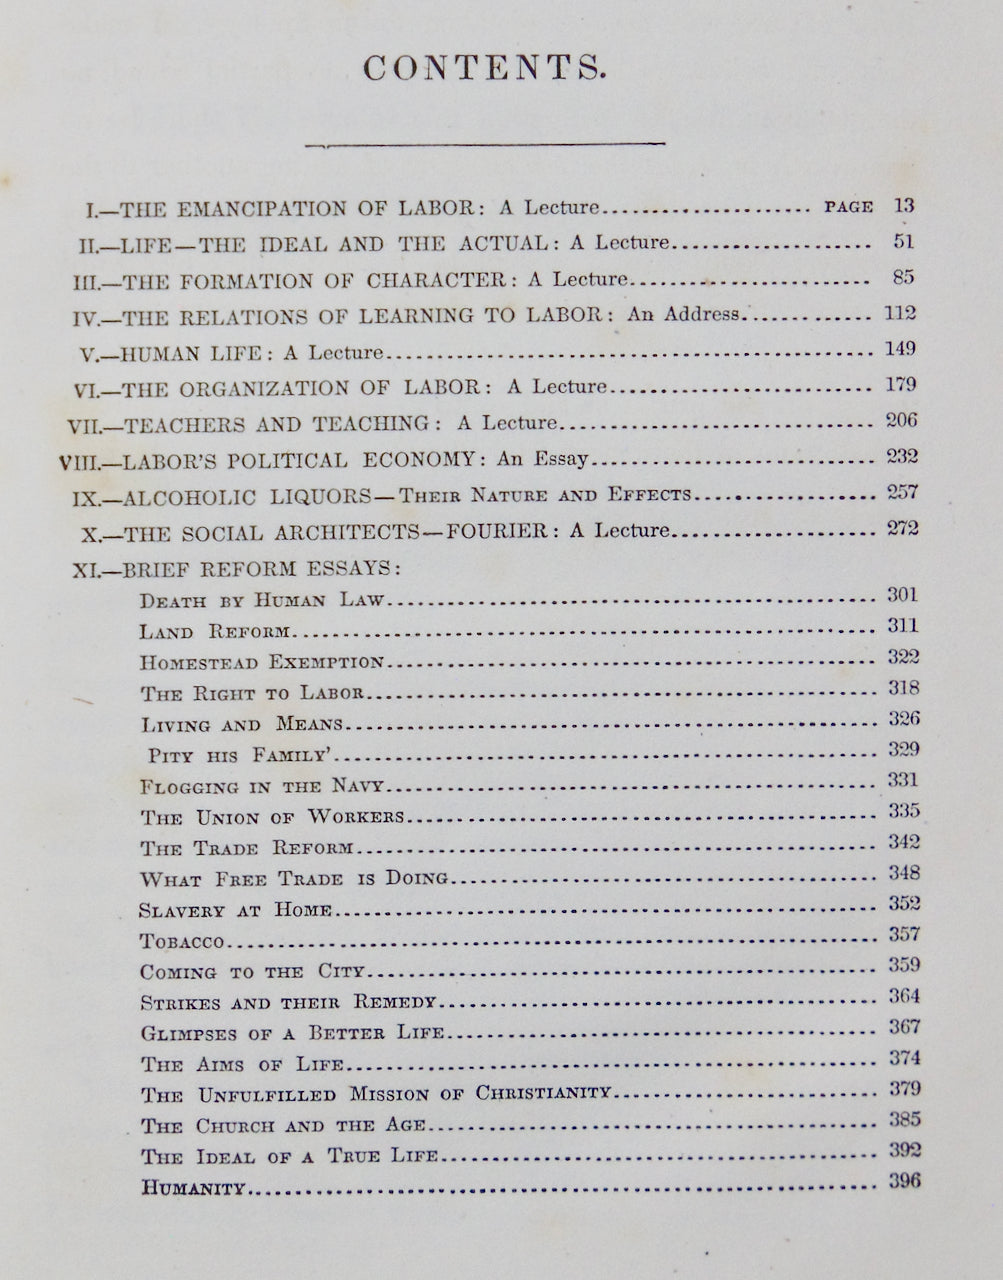 CONTENTS.
I.—THE EMANCIPATION OF LABOR: A Lecture...................... PAGE 13
II.—LIFE—THE IDEAL AND THE ACTUAL: A Lecture.................... 51
III.—THE FORMATION OF CHARACTER: A Lecture........................ 85
IV.—THE RELATIONS OF LEARNING TO LABOR: An Address.............. 112
V.—HUMAN LIFE: A Lecture................................................. 149
VI.—THE ORGANIZATION OF LABOR: A Lecture.......................... 179
VII.—TEACHERS AND TEACHING: A Lecture............................... 206
VIII.—LABOR'S POLITICAL ECONOMY: An Essay............................ 232
IX.—ALCOHOLIC LIQUORS—THEIR NATURE AND EFFECTS.................. 257
X.—THE SOCIAL ARCHITECTS—FOURIER: A Lecture.................... 272
XI.—BRIEF REFORM ESSAYS:
DEATH BY HUMAN LAW................................................. 301
LAND REFORM........................................................... 311
HOMESTEAD EXEMPTION................................................. 322
THE RIGHT TO LABOR................................................... 318
LIVING AND MEANS..................................................... 326
PITY HIS FAMILY'...................................................... 329
FLOGGING IN THE NAVY................................................. 331
THE UNION OF WORKERS............................................... 335
THE TRADE REFORM.................................................... 342
WHAT FREE TRADE IS DOING........................................... 348
SLAVERY AT HOME...................................................... 352
TOBACCO................................................................. 357
COMING TO THE CITY................................................... 359
STRIKES AND THEIR REMEDY............................................ 364
GLIMPSES OF A BETTER LIFE........................................... 367
THE AIMS OF LIFE..................................................... 374
THE UNFULFILLED MISSION OF CHRISTIANITY........................... 379
THE CHURCH AND THE AGE............................................. 385
THE IDEAL OF A TRUE LIFE............................................ 392
HUMANITY............................................................... 396